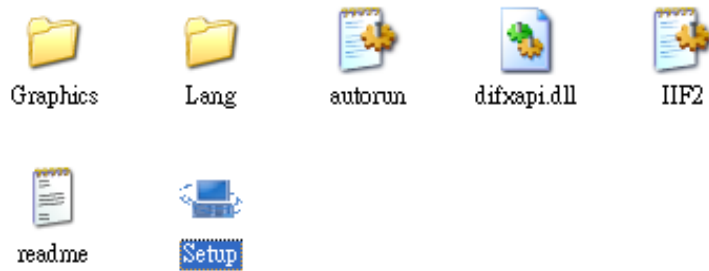 Graphics
Lang
autorun
difxapi.dll
IIF2
readme
Setup